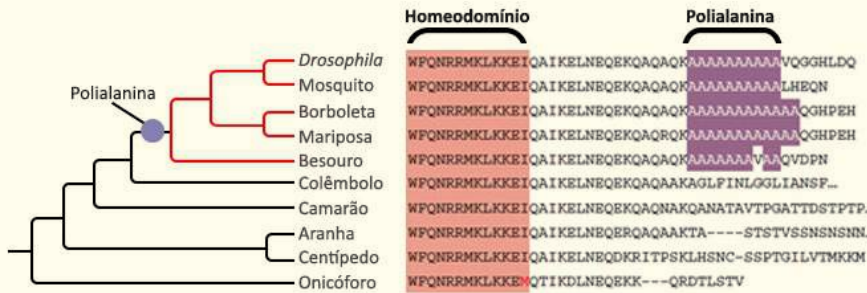 Homeodomínio Polialanina
Polialanina
Drosophila WFQNRRMKLKKEIQAIKELNEQEKQAQAQKAAAAAAAAAAVQGGHLDQ
Mosquito WFQNRRMKLKKEIQAIKELNEQEKQAQAQKAAAAAAAAAALHEQN
Borboleta WFQNRRMKLKKEIQAIKELNEQEKQAQAQKAAAAAAAAAAAAQGHPEH
Mariposa WFQNRRMKLKKEIQAIKELNEQEKQAQRQKAAAAAAAAAAAAQGHPEH
Besouro WFQNRRMKLKKEIQAIKELNEQEKQAQAQKAAAAAAAVAAQVDPN
Colêmbolo WFQNRRMKLKKEIQAIKELNEQEKQAQAAKAGLFINLGGLIANSF…
Camarão WFQNRRMKLKKEIQAIKELNEQEKQAQNAKQANATAVTPGATTDSTPTP
Aranha WFQNRRMKLKKEIQAIKELNEQERQAQAAKTA----STSTVSSNSNSNN
Centípedo WFQNRRMKLKKEIQAIKELNEQDKRITPSKLHSNC-SSPTGILVTMKKM
Onicóforo WFQNRRMKLKKEMQTIKDLNEQEKK---QRDTLSTV